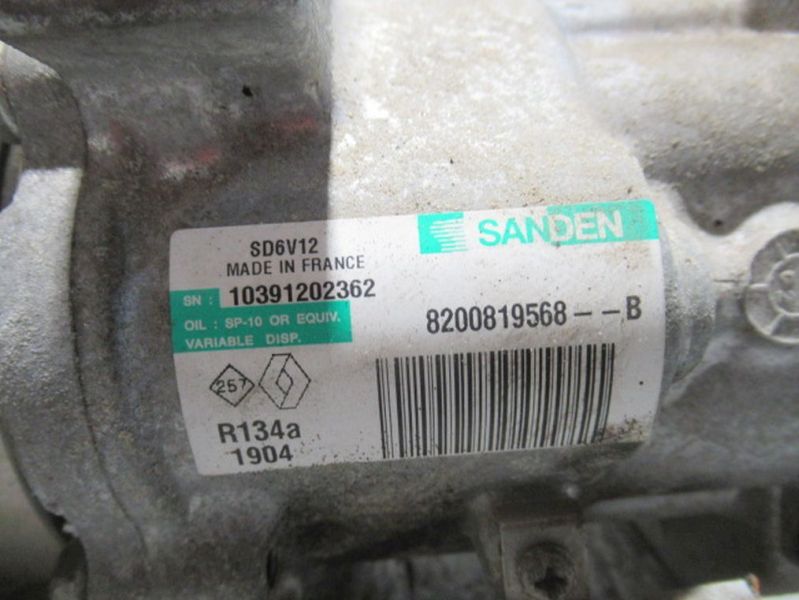 SANDEN
SD6V12
MADE IN FRANCE
SN : 10391202362
8200819568--B
OIL : SP-10 OR EQUIV.
VARIABLE DISP.
257
R134a
1904